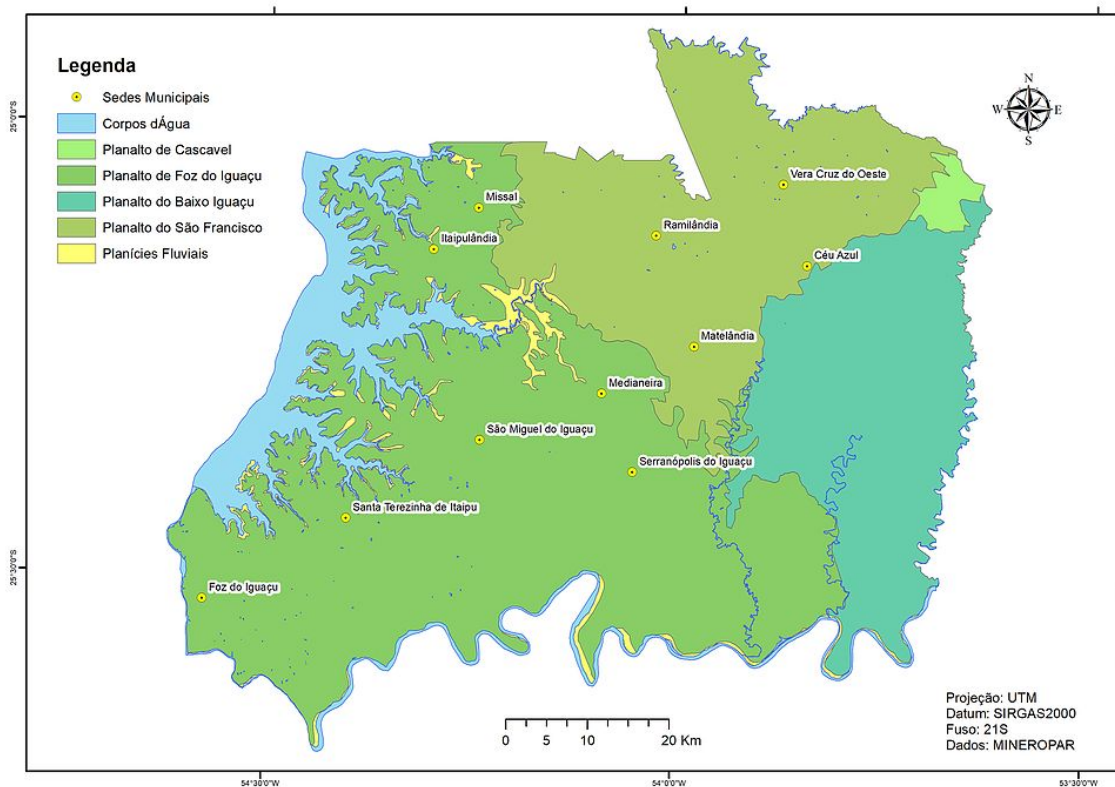 Legenda
Sedes Municipais
Corpos dÁgua
Planalto de Cascavel
Planalto de Foz do Iguaçu
Planalto do Baixo Iguaçu
Planalto do São Francisco
Planícies Fluviais
N
W
E
S
25°0'0"S
25°30'0"S
Vera Cruz do Oeste
Missal
Ramilândia
Itaipulândia
Céu Azul
Matelândia
Medianeira
São Miguel do Iguaçu
Serranópolis do Iguaçu
Santa Terezinha de Itaipu
Foz do Iguaçu
0 5 10 20 Km
Projeção: UTM
Datum: SIRGAS2000
Fuso: 21S
Dados: MINEROPAR
54°30'0"W
54°0'0"W
53°30'0"W